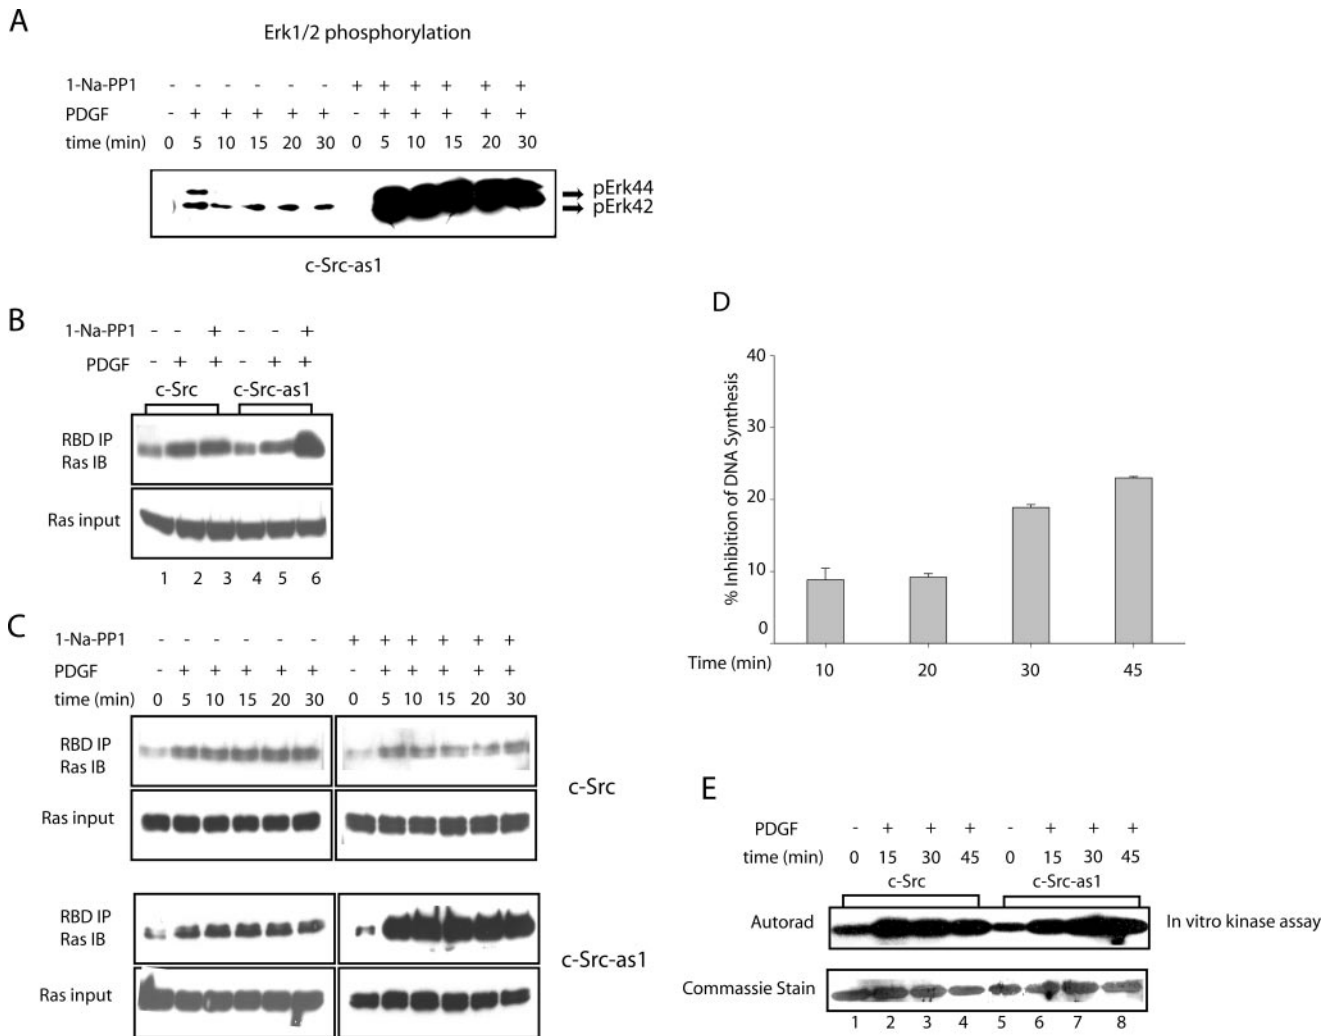 A
Erk1/2 phosphorylation
1-Na-PP1 - - - - - - + + + + + +
PDGF - + + + + + - + + + + +
time (min) 0 5 10 15 20 30 0 5 10 15 20 30
pErk44
pErk42
c-Src-as1
B
1-Na-PP1 - - + - - +
PDGF - + + - + +
c-Src c-Src-as1
RBD IP
Ras IB
Ras input
1 2 3 4 5 6
C
1-Na-PP1 - - - - - - + + + + + +
PDGF - + + + + + - + + + + +
time (min) 0 5 10 15 20 30 0 5 10 15 20 30
RBD IP
Ras IB
Ras input
c-Src
RBD IP
Ras IB
Ras input
c-Src-as1
D
% Inhibition of DNA Synthesis
40
30
20
10
0
Time (min) 10 20 30 45
E
PDGF - + + + - + + +
time (min) 0 15 30 45 0 15 30 45
c-Src c-Src-as1
Autorad In vitro kinase assay
Commassie Stain
1 2 3 4 5 6 7 8